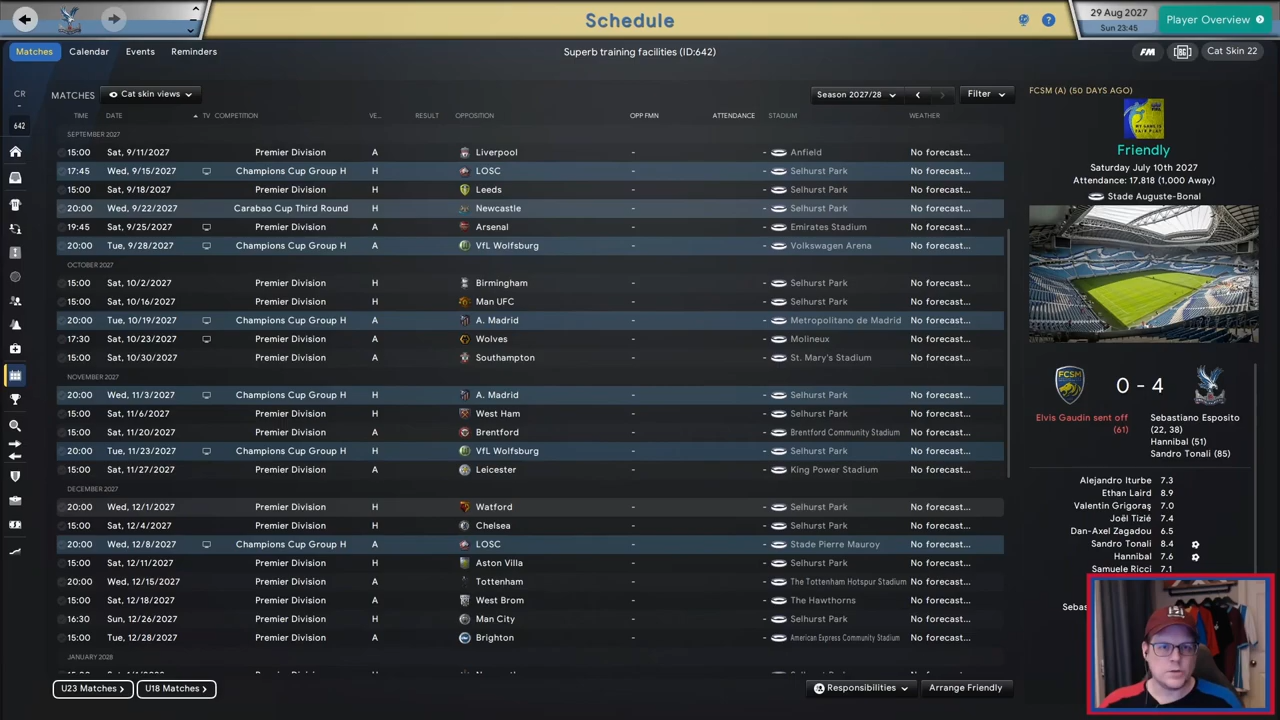 Schedule
29 Aug 2027
Sun 23:45
Player Overview
Matches Calendar Events Reminders
Superb training facilities (ID:642)
FM Cat Skin 22
CR
-
642
MATCHES Cat skin views Season 2027/28 Filter
TIME DATE TV COMPETITION VE... RESULT OPPOSITION OPP FMN ATTENDANCE STADIUM WEATHER
SEPTEMBER 2027
15:00 Sat, 9/11/2027 Premier Division A Liverpool - - Anfield No forecast...
17:45 Wed, 9/15/2027 Champions Cup Group H H LOSC - - Selhurst Park No forecast...
15:00 Sat, 9/18/2027 Premier Division H Leeds - - Selhurst Park No forecast...
20:00 Wed, 9/22/2027 Carabao Cup Third Round H Newcastle - - Selhurst Park No forecast...
19:45 Sat, 9/25/2027 Premier Division A Arsenal - - Emirates Stadium No forecast...
20:00 Tue, 9/28/2027 Champions Cup Group H A VfL Wolfsburg - - Volkswagen Arena No forecast...
OCTOBER 2027
15:00 Sat, 10/2/2027 Premier Division H Birmingham - - Selhurst Park No forecast...
15:00 Sat, 10/16/2027 Premier Division H Man UFC - - Selhurst Park No forecast...
20:00 Tue, 10/19/2027 Champions Cup Group H A A. Madrid - - Metropolitano de Madrid No forecast...
17:30 Sat, 10/23/2027 Premier Division A Wolves - - Molineux No forecast...
15:00 Sat, 10/30/2027 Premier Division A Southampton - - St. Mary's Stadium No forecast...
NOVEMBER 2027
20:00 Wed, 11/3/2027 Champions Cup Group H H A. Madrid - - Selhurst Park No forecast...
15:00 Sat, 11/6/2027 Premier Division H West Ham - - Selhurst Park No forecast...
15:00 Sat, 11/20/2027 Premier Division A Brentford - - Brentford Community Stadium No forecast...
20:00 Tue, 11/23/2027 Champions Cup Group H H VfL Wolfsburg - - Selhurst Park No forecast...
15:00 Sat, 11/27/2027 Premier Division A Leicester - - King Power Stadium No forecast...
DECEMBER 2027
20:00 Wed, 12/1/2027 Premier Division H Watford - - Selhurst Park No forecast...
15:00 Sat, 12/4/2027 Premier Division H Chelsea - - Selhurst Park No forecast...
20:00 Wed, 12/8/2027 Champions Cup Group H A LOSC - - Stade Pierre Mauroy No forecast...
15:00 Sat, 12/11/2027 Premier Division H Aston Villa - - Selhurst Park No forecast...
20:00 Wed, 12/15/2027 Premier Division A Tottenham - - The Tottenham Hotspur Stadium No forecast...
15:00 Sat, 12/18/2027 Premier Division A West Brom - - The Hawthorns No forecast...
16:30 Sun, 12/26/2027 Premier Division H Man City - - Selhurst Park No forecast...
15:00 Tue, 12/28/2027 Premier Division A Brighton - - American Express Community Stadium No forecast...
JANUARY 2028
U23 Matches U18 Matches Responsibilities Arrange Friendly
FCSM (A) (50 DAYS AGO)
Friendly
Saturday July 10th 2027
Attendance: 17,818 (1,000 Away)
Stade Auguste-Bonal
FCSM 0 - 4
Elvis Gaudin sent off
(61)
Sebastiano Esposito
(22, 38)
Hannibal (51)
Sandro Tonali (85)
Alejandro Iturbe 7.3
Ethan Laird 8.9
Valentin Grigoraş 7.0
Joël Tizié 7.4
Dan-Axel Zagadou 6.5
Sandro Tonali 8.4
Hannibal 7.6
Samuele Ricci 7.1